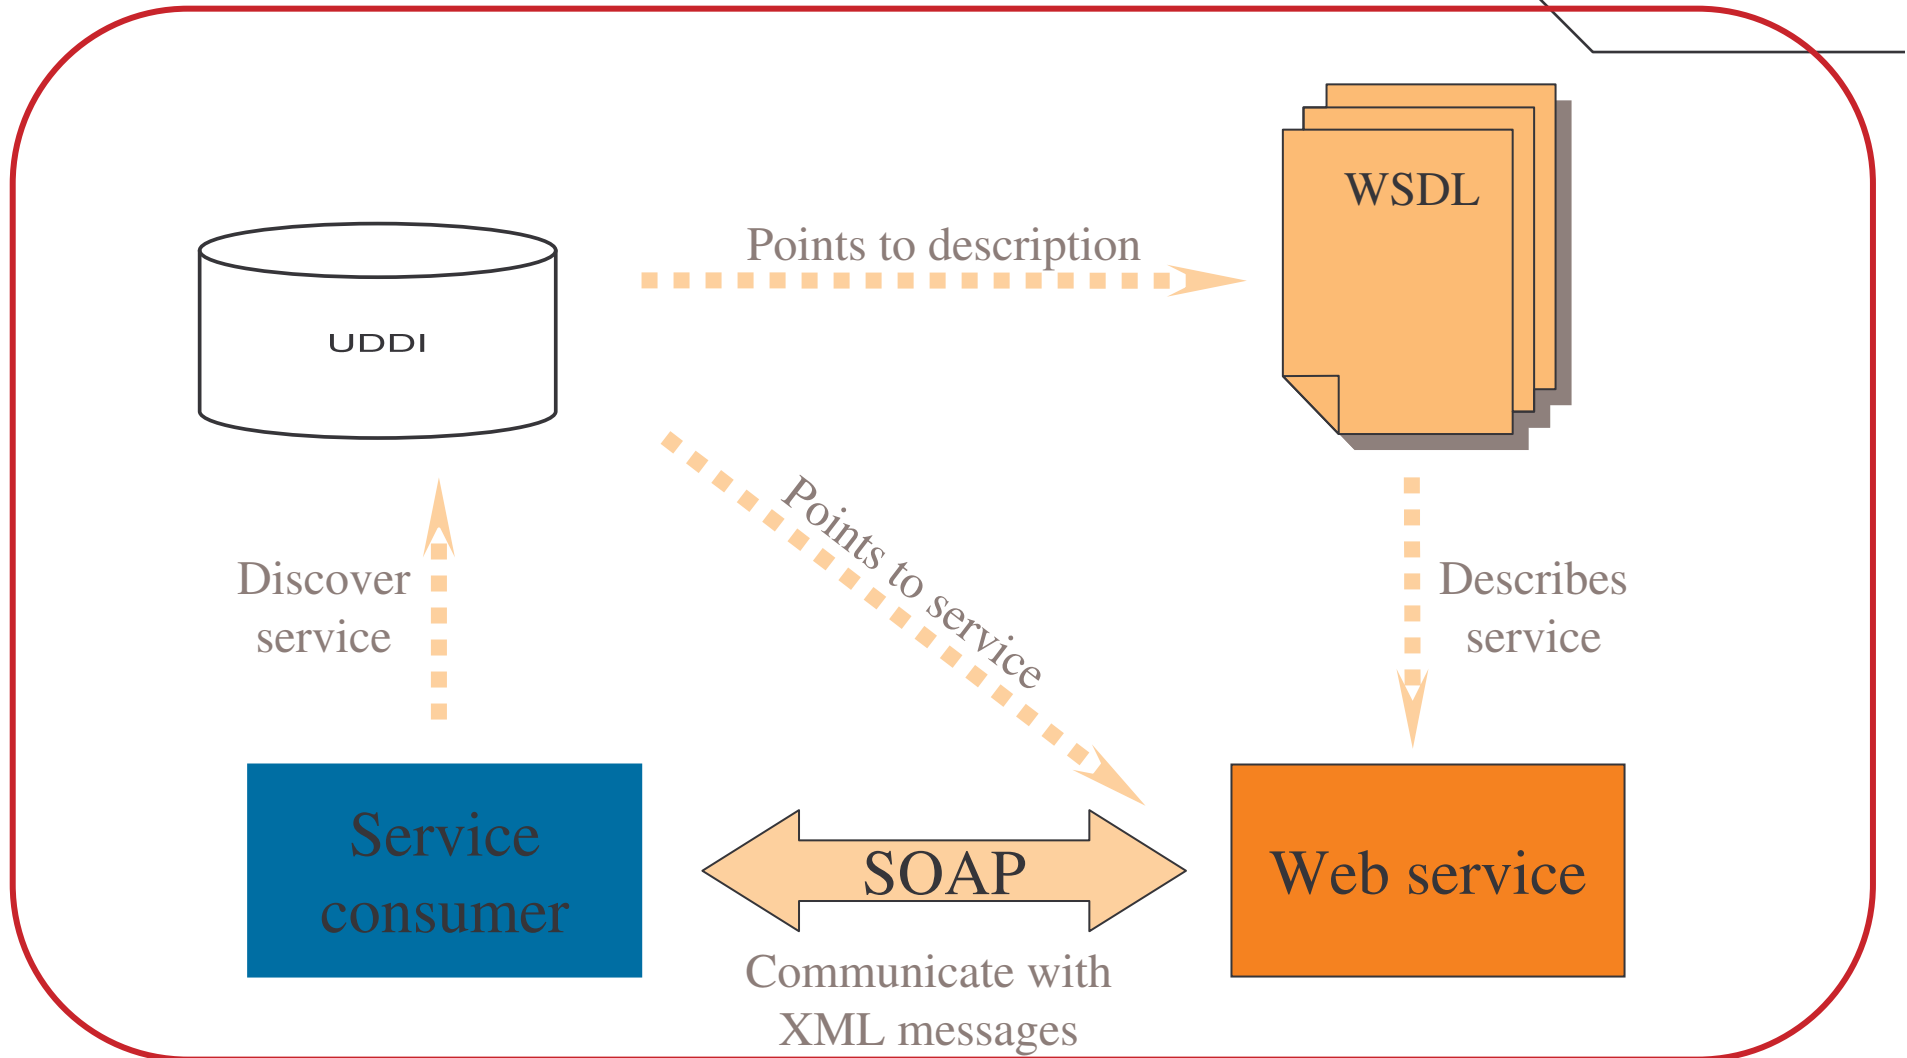 WSDL
Points to description
UDDI
Points to service
Discover
service
Describes
service
Service
consumer
SOAP
Web service
Communicate with
XML messages